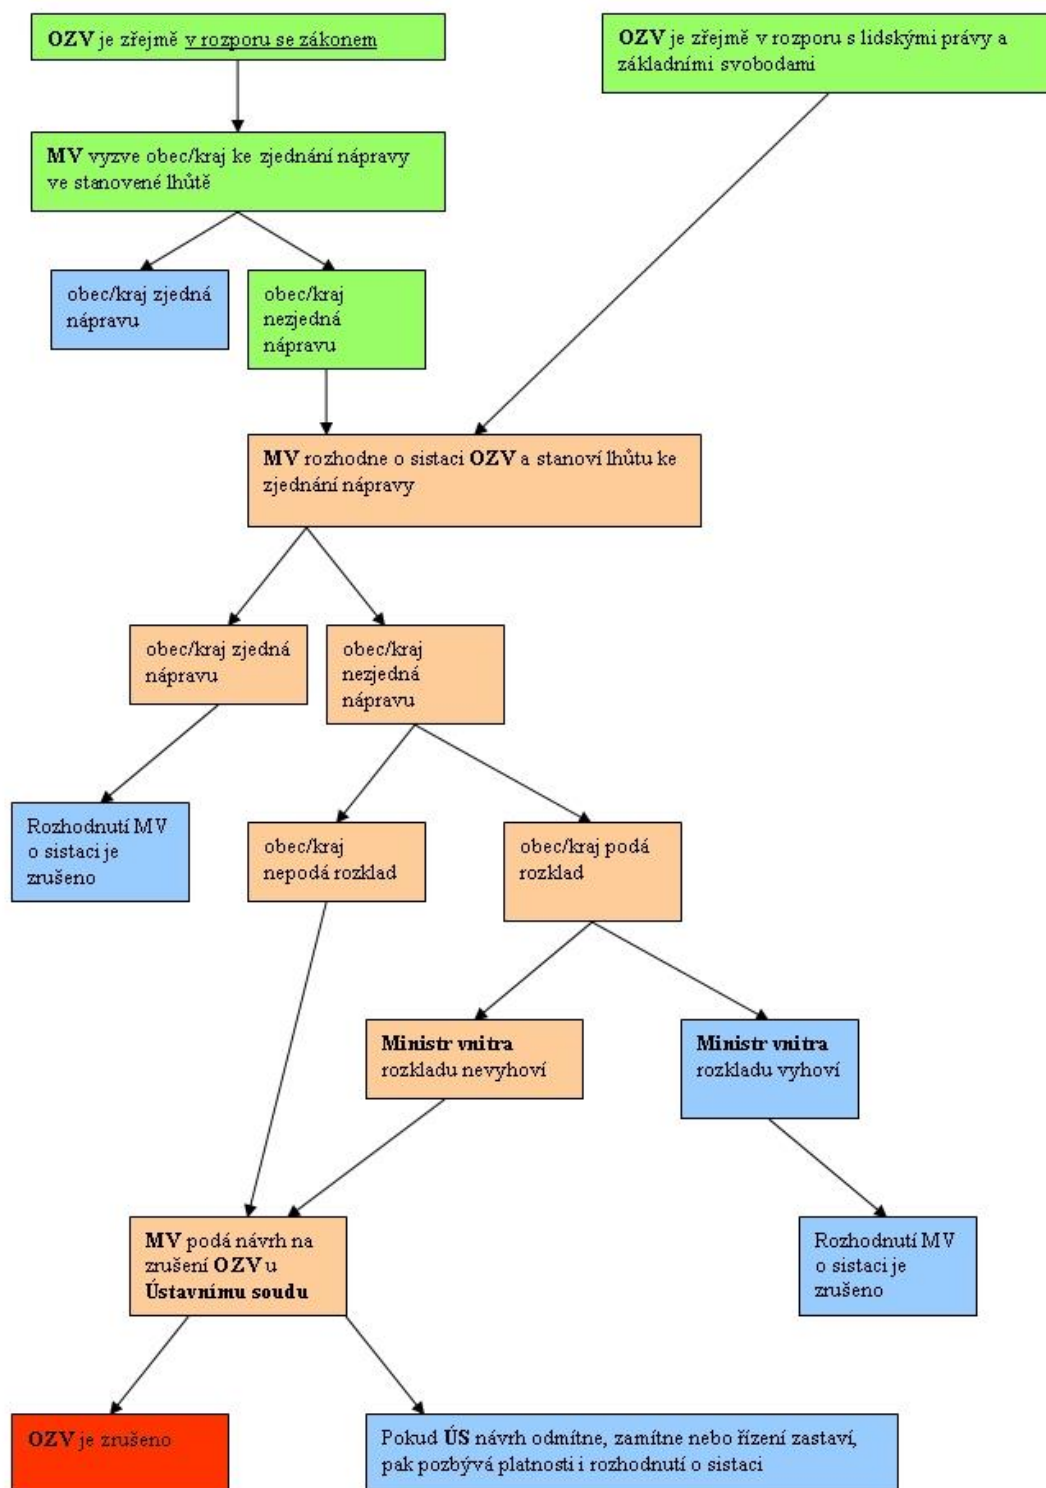 OZV je zřejmě v rozporu se zákonem
OZV je zřejmě v rozporu s lidskými právy a
základními svobodami
MV vyzve obec/kraj ke zjednání nápravy
ve stanovené lhůtě
obec/kraj zjedná
nápravu
obec/kraj
nezjedná
nápravu
MV rozhodne o sistaci OZV a stanoví lhůtu ke
zjednání nápravy
obec/kraj zjedná
nápravu
obec/kraj
nezjedná
nápravu
Rozhodnutí MV
o sistaci je
zrušeno
obec/kraj
nepodá rozklad
obec/kraj podá
rozklad
Ministr vnitra
rozkladu nevyhoví
Ministr vnitra
rozkladu vyhoví
MV podá návrh na
zrušení OZV u
Ústavnímu soudu
Rozhodnutí MV
o sistaci je
zrušeno
OZV je zrušeno
Pokud ÚS návrh odmítne, zamítne nebo řízení zastaví,
pak pozbývá platnosti i rozhodnutí o sistaci